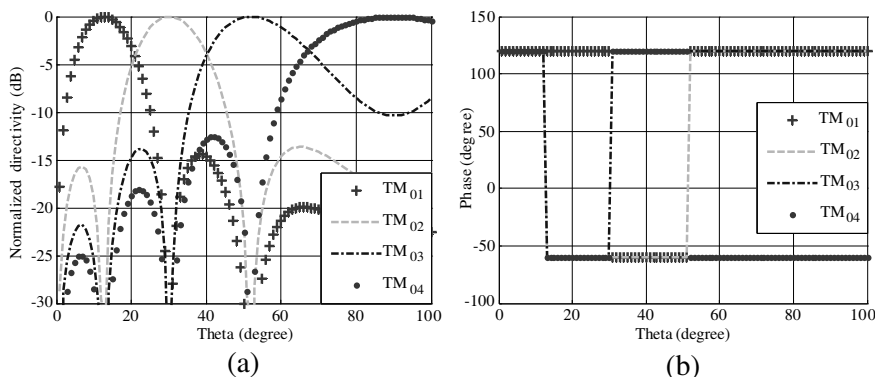 0
-5
-10
-15
-20
-25
-30
0 20 40 60 80 100
Normalized directivity (dB)
Theta (degree)
TM01
TM02
TM03
TM04
(a)
150
100
50
0
-50
-100
0 20 40 60 80 100
Phase (degree)
Theta (degree)
TM01
TM02
TM03
TM04
(b)